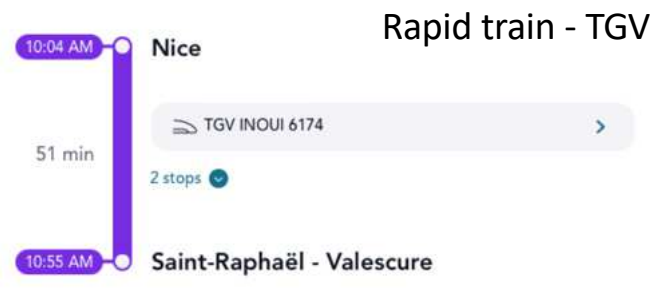 Rapid train - TGV
10:04 AM Nice
TGV INOUI 6174
51 min
2 stops
10:55 AM Saint-Raphaël - Valescure